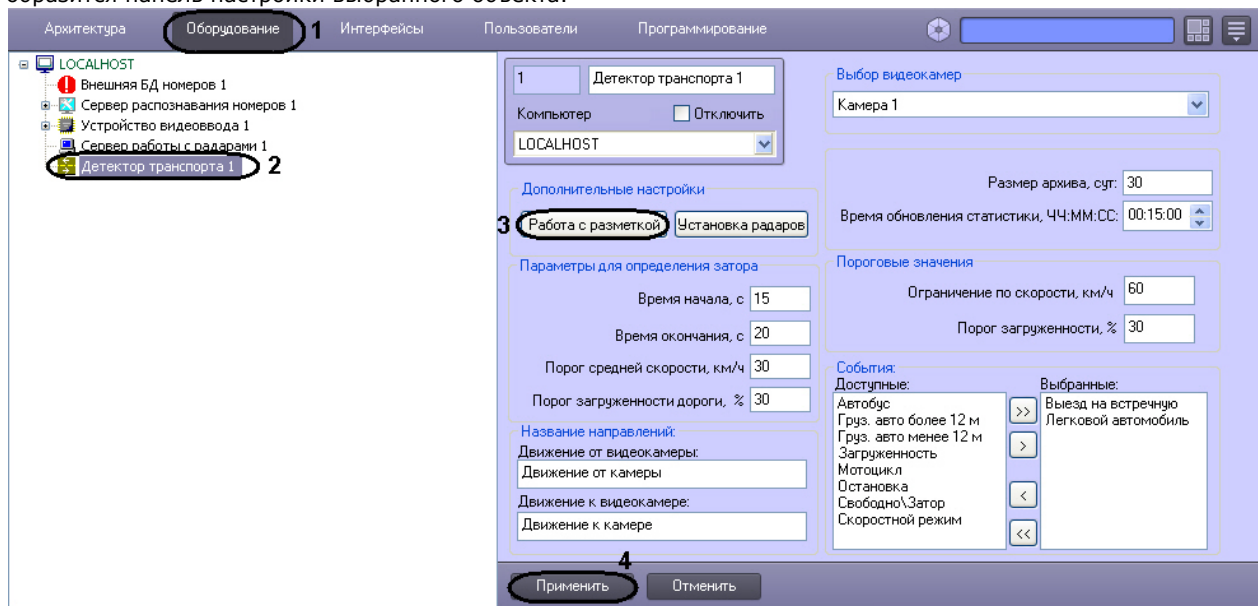 образится панель настройки выбранного объекта.
Архитектура Оборудование 1 Интерфейсы Пользователи Программирование
LOCALHOST
Внешняя БД номеров 1
Сервер распознавания номеров 1
Устройство видеоввода 1
Сервер работы с радарами 1
Детектор транспорта 1 2
1 Детектор транспорта 1
Компьютер Отключить
LOCALHOST
Дополнительные настройки
3 Работа с разметкой Установка радаров
Параметры для определения затора
Время начала, с 15
Время окончания, с 20
Порог средней скорости, км/ч 30
Порог загруженности дороги, % 30
Название направлений:
Движение от видеокамеры:
Движение от камеры
Движение к видеокамере:
Движение к камере
Выбор видеокамер
Камера 1
Размер архива, сут: 30
Время обновления статистики, ЧЧ:ММ:СС: 00:15:00
Пороговые значения
Ограничение по скорости, км/ч 60
Порог загруженности, % 30
События:
Доступные:
Автобус
Груз. авто более 12 м
Груз. авто менее 12 м
Загруженность
Мотоцикл
Остановка
Свободно\Затор
Скоростной режим
>>
>
<
<<
Выбранные:
Выезд на встречную
Легковой автомобиль
4
Применить Отменить